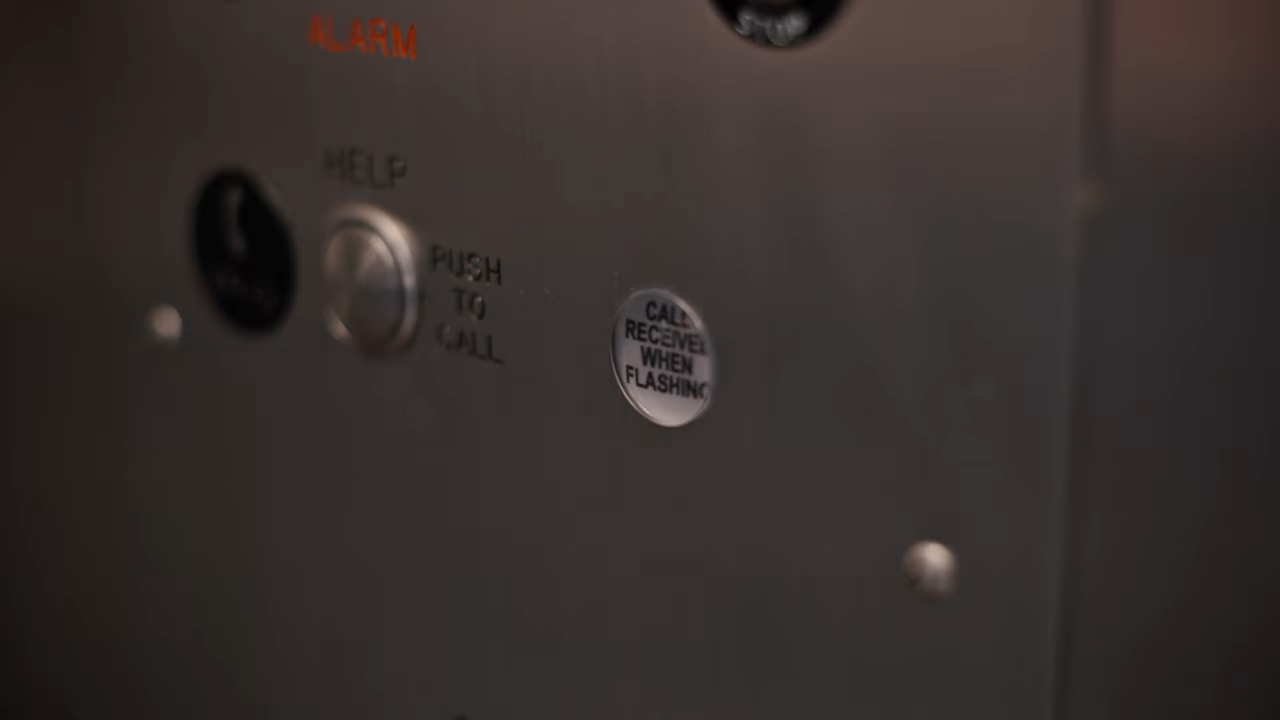 ALARM
STOP
HELP
PUSH
TO
CALL
CALL
RECEIVED
WHEN
FLASHING